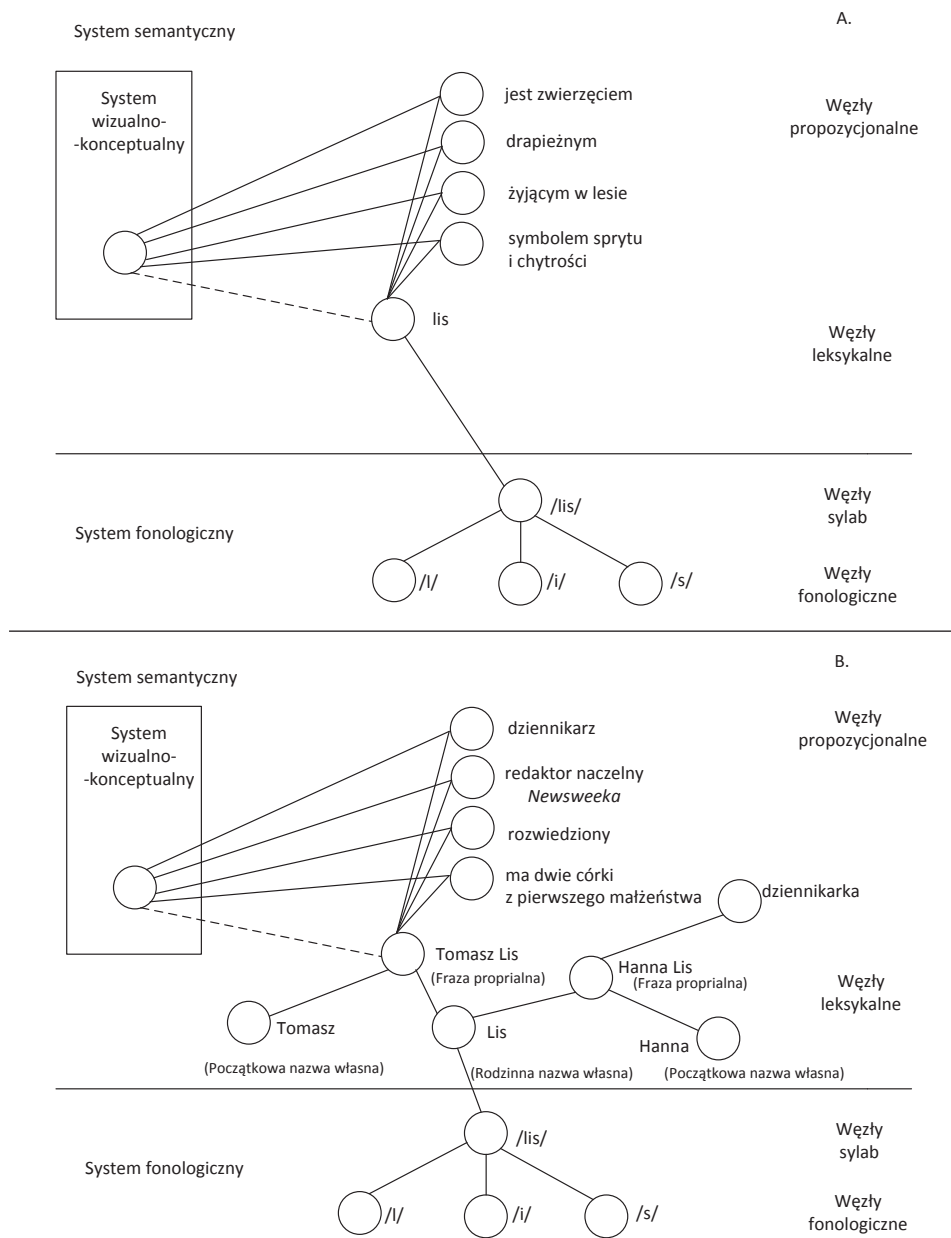 A.
System semantyczny
System
wizualno-
-konceptualny
jest zwierzęciem
drapieżnym
żyjącym w lesie
symbolem sprytu
i chytrości
Węzły
propozycjonalne
lis
Węzły
leksykalne
System fonologiczny
/lis/
Węzły
sylab
/l/
/i/
/s/
Węzły
fonologiczne
B.
System semantyczny
System
wizualno-
-konceptualny
dziennikarz
redaktor naczelny
Newsweeka
rozwiedziony
ma dwie córki
z pierwszego małżeństwa
Węzły
propozycjonalne
dziennikarka
Tomasz Lis
(Fraza proprialna)
Hanna Lis
(Fraza proprialna)
Węzły
leksykalne
Tomasz
(Początkowa nazwa własna)
Lis
(Rodzinna nazwa własna)
Hanna
(Początkowa nazwa własna)
System fonologiczny
/lis/
Węzły
sylab
/l/
/i/
/s/
Węzły
fonologiczne